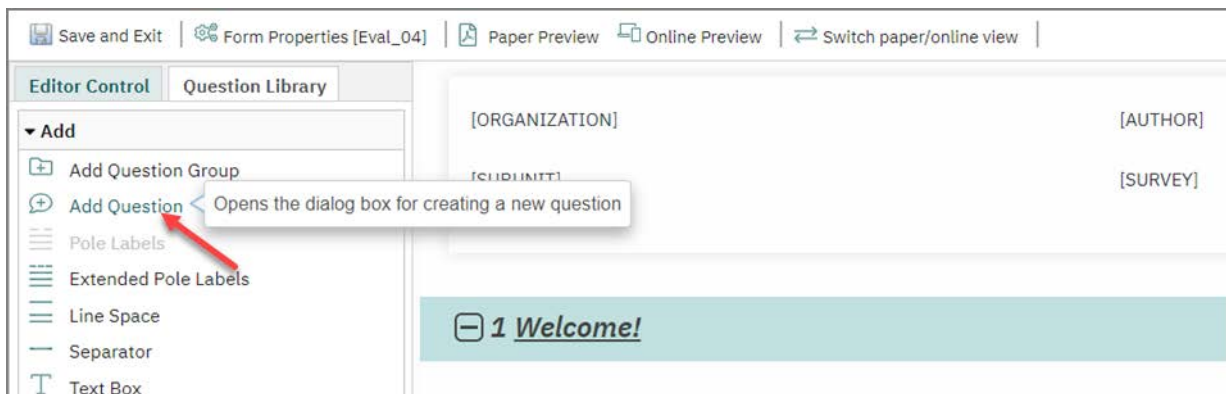 Save and Exit Form Properties [Eval_04] Paper Preview Online Preview Switch paper/online view
Editor Control Question Library
Add
[ORGANIZATION] [AUTHOR]
Add Question Group
[SUBUNIT] [SURVEY]
Add Question Opens the dialog box for creating a new question
Pole Labels
Extended Pole Labels
Line Space
1 Welcome!
Separator
Text Box